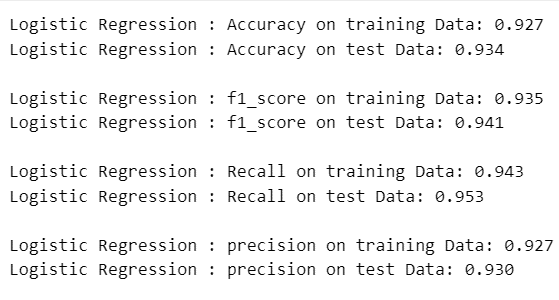 Logistic Regression : Accuracy on training Data: 0.927
Logistic Regression : Accuracy on test Data: 0.934
Logistic Regression : f1_score on training Data: 0.935
Logistic Regression : f1_score on test Data: 0.941
Logistic Regression : Recall on training Data: 0.943
Logistic Regression : Recall on test Data: 0.953
Logistic Regression : precision on training Data: 0.927
Logistic Regression : precision on test Data: 0.930